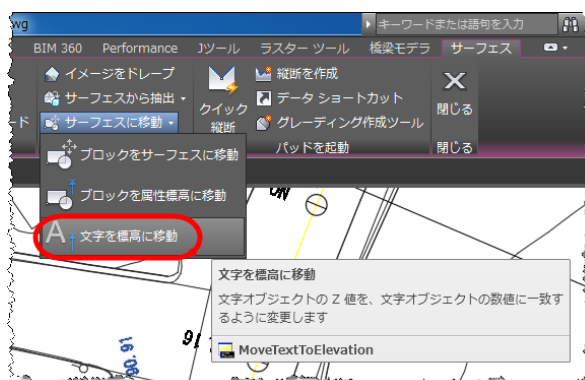 wg
キーワードまたは語句を入力
BIM 360 Performance Jツール ラスター ツール 橋梁モデラ サーフェス
イメージをドレープ
サーフェスから抽出
ド サーフェスに移動
クイック
縦断
縦断を作成
データ ショートカット
グレーディング作成ツール
パッドを起動
閉じる
閉じる
ブロックをサーフェスに移動
ブロックを属性標高に移動
A 文字を標高に移動
文字を標高に移動
文字オブジェクトの Z 値を、文字オブジェクトの数値に一致す
るように変更します
MoveTextToElevation